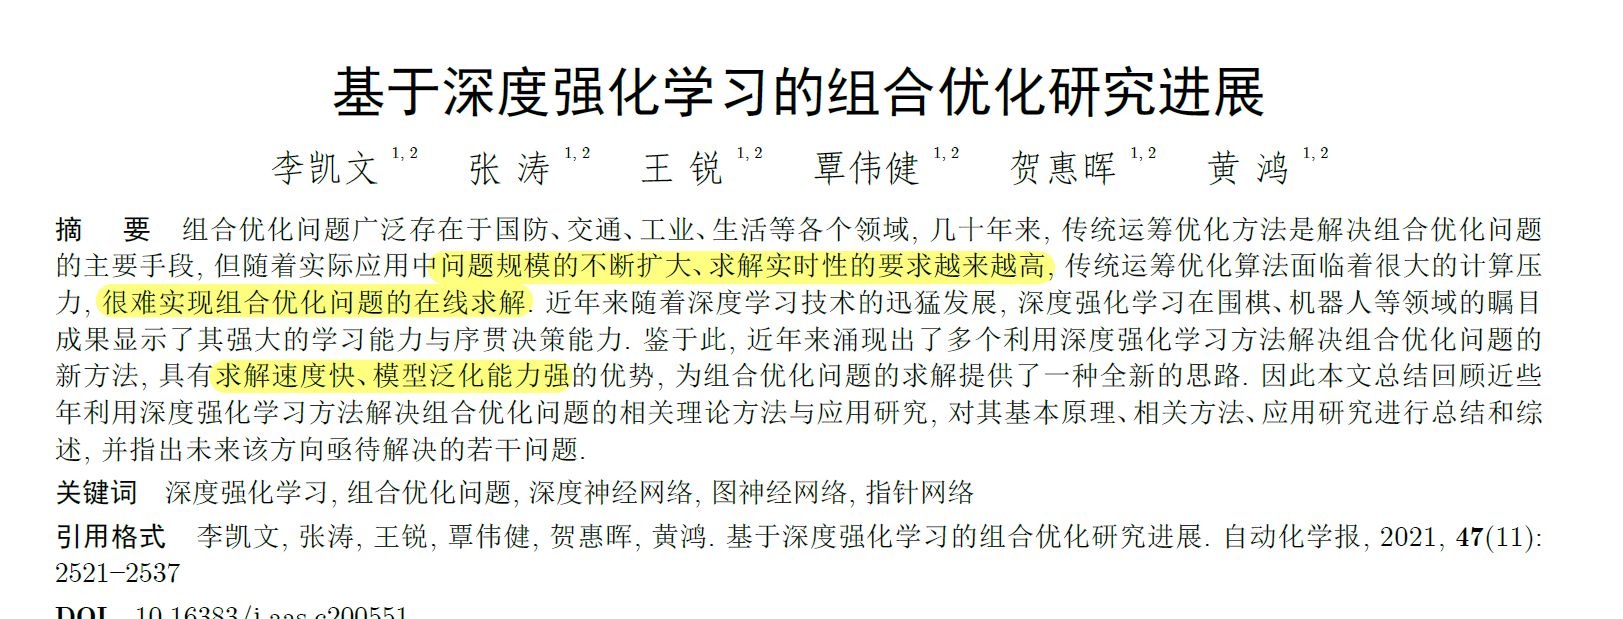 基于深度强化学习的组合优化研究进展
李凯文 1, 2 张 涛 1, 2 王 锐 1, 2 覃伟健 1, 2 贺惠晖 1, 2 黄 鸿 1, 2
摘 要 组合优化问题广泛存在于国防、交通、工业、生活等各个领域, 几十年来, 传统运筹优化方法是解决组合优化问题
的主要手段, 但随着实际应用中问题规模的不断扩大、求解实时性的要求越来越高, 传统运筹优化算法面临着很大的计算压
力, 很难实现组合优化问题的在线求解. 近年来随着深度学习技术的迅猛发展, 深度强化学习在围棋、机器人等领域的瞩目
成果显示了其强大的学习能力与序贯决策能力. 鉴于此, 近年来涌现出了多个利用深度强化学习方法解决组合优化问题的
新方法, 具有求解速度快、模型泛化能力强的优势, 为组合优化问题的求解提供了一种全新的思路. 因此本文总结回顾近些
年利用深度强化学习方法解决组合优化问题的相关理论方法与应用研究, 对其基本原理、相关方法、应用研究进行总结和综
述, 并指出未来该方向亟待解决的若干问题.
关键词 深度强化学习, 组合优化问题, 深度神经网络, 图神经网络, 指针网络
引用格式 李凯文, 张涛, 王锐, 覃伟健, 贺惠晖, 黄鸿. 基于深度强化学习的组合优化研究进展. 自动化学报, 2021, 47(11):
2521−2537
DOI 10.16383/j.aas.c200551